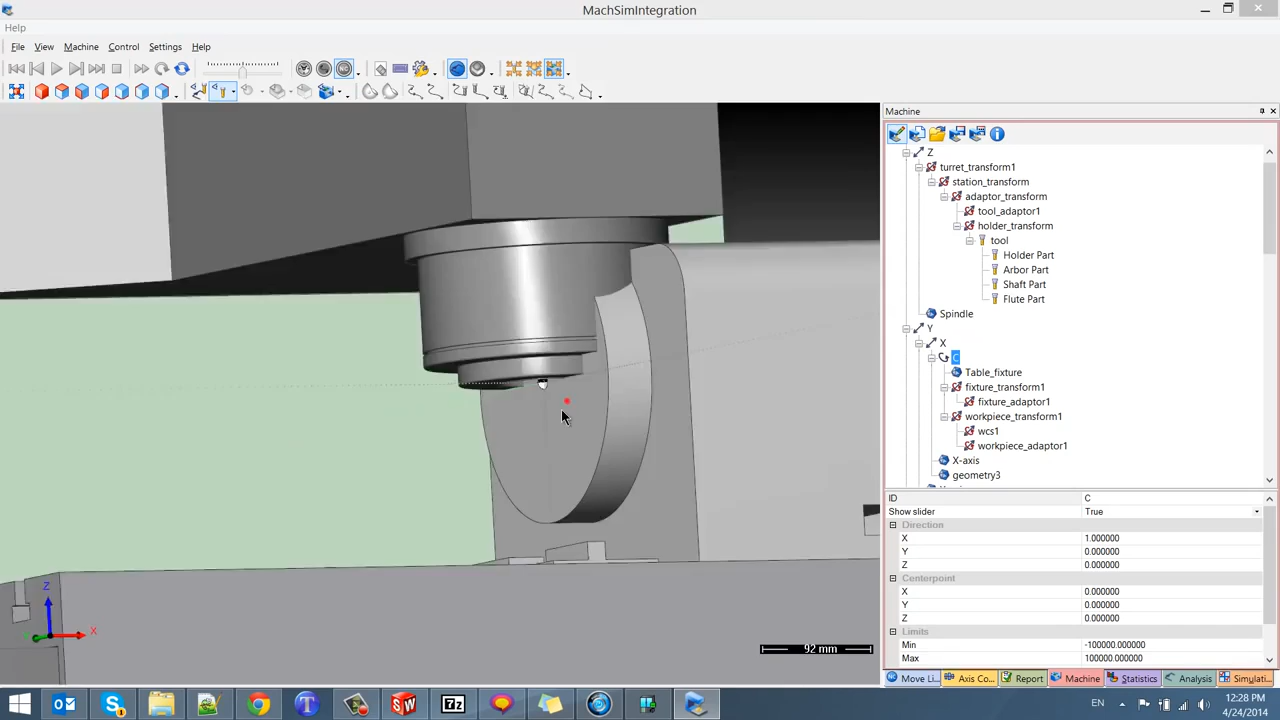 MachSimIntegration
Help
File View Machine Control Settings Help
Machine
Z
turret_transform1
station_transform
adaptor_transform
tool_adaptor1
holder_transform
tool
Holder Part
Arbor Part
Shaft Part
Flute Part
Spindle
Y
X
C
Table_fixture
fixture_transform1
fixture_adaptor1
workpiece_transform1
wcs1
workpiece_adaptor1
X-axis
geometry3
ID C
Show slider True
Direction
X 1.000000
Y 0.000000
Z 0.000000
Centerpoint
X 0.000000
Y 0.000000
Z 0.000000
Limits
Min -100000.000000
Max 100000.000000
Z
X
92 mm
Move Li... Axis Co... Report Machine Statistics Analysis Simulati...
EN 12:28 PM
4/24/2014